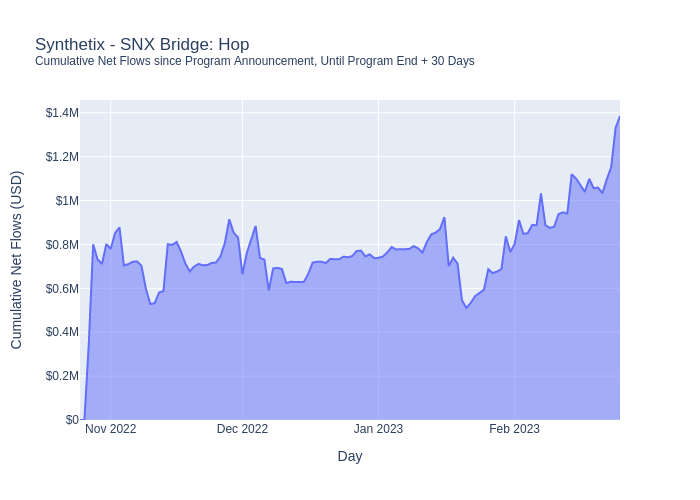 Synthetix - SNX Bridge: Hop
Cumulative Net Flows since Program Announcement, Until Program End + 30 Days
Cumulative Net Flows (USD)
$1.4M
$1.2M
$1M
$0.8M
$0.6M
$0.4M
$0.2M
$0
Nov 2022
Dec 2022
Jan 2023
Feb 2023
Day